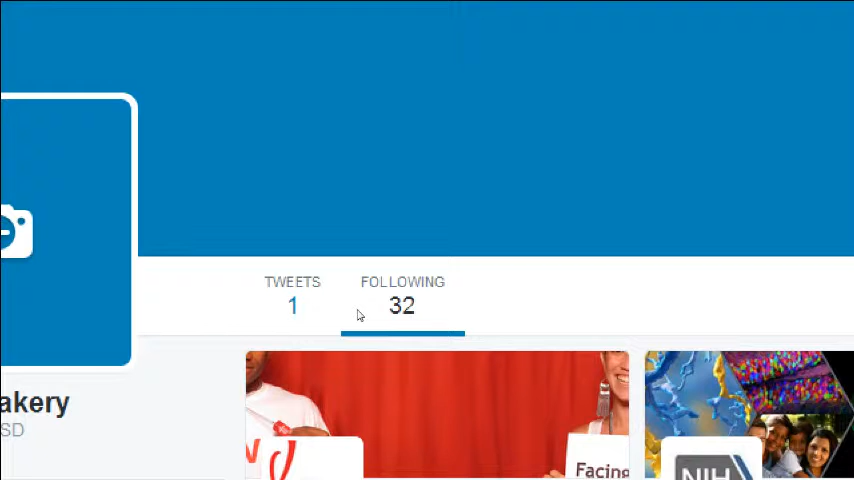 TWEETS FOLLOWING
1 32
akery
SD
Facing
NIH